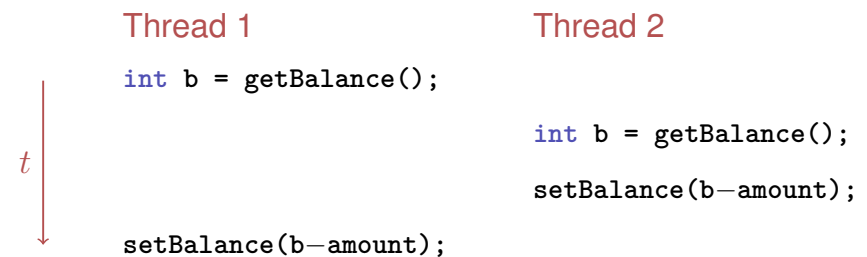 Thread 1 Thread 2
int b = getBalance();
int b = getBalance();
t
setBalance(b−amount);
setBalance(b−amount);